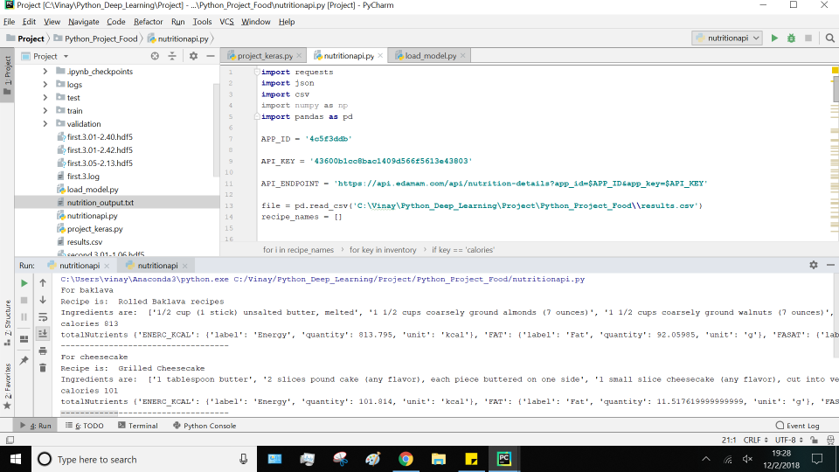 Project [C:\Vinay\Python_Deep_Learning\Project] - ...\Python_Project_Food\nutritionapi.py [Project] - PyCharm
File Edit View Navigate Code Refactor Run Tools VCS Window Help
Project Python_Project_Food nutritionapi.py nutritionapi
1: Project
Project project_keras.py nutritionapi.py load_model.py
.ipynb_checkpoints
logs
test
train
validation
first.3.01-2.40.hdf5
first.3.01-2.42.hdf5
first.3.05-2.13.hdf5
first.3.log
load_model.py
nutrition_output.txt
nutritionapi.py
project_keras.py
results.csv
second.3.01-1.06.hdf5
1 import requests
2 import json
3 import csv
4 import numpy as np
5 import pandas as pd
6
7 APP_ID = '4c5f3ddb'
8
9 API_KEY = '43600b1cc8bac1409d566f5613e43803'
10
11 API_ENDPOINT = 'https://api.edamam.com/api/nutrition-details?app_id=$APP_ID&app_key=$API_KEY'
12
13 file = pd.read_csv('C:\Vinay\Python_Deep_Learning\Project\Python_Project_Food\\results.csv')
14 recipe_names = []
15
16
for i in recipe_names for key in inventory if key == 'calories'
Run: nutritionapi nutritionapi
C:\Users\vinay\Anaconda3\python.exe C:/Vinay/Python_Deep_Learning/Project/Python_Project_Food/nutritionapi.py
For baklava
Recipe is: Rolled Baklava recipes
Ingredients are: ['1/2 cup (1 stick) unsalted butter, melted', '1 1/2 cups coarsely ground almonds (7 ounces)', '1 1/2 cups coarsely ground walnuts (7 ounces)',
calories 813
totalNutrients {'ENERC_KCAL': {'label': 'Energy', 'quantity': 813.795, 'unit': 'kcal'}, 'FAT': {'label': 'Fat', 'quantity': 92.05985, 'unit': 'g'}, 'FASAT': {'lab
-----------------------------------
For cheesecake
Recipe is: Grilled Cheesecake
Ingredients are: ['1 tablespoon butter', '2 slices pound cake (any flavor), each piece buttered on one side', '1 small slice cheesecake (any flavor), cut into ve
calories 101
totalNutrients {'ENERC_KCAL': {'label': 'Energy', 'quantity': 101.814, 'unit': 'kcal'}, 'FAT': {'label': 'Fat', 'quantity': 11.517619999999999, 'unit': 'g'}, 'FAS
-----------------------------------
7: Structure
2: Favorites
4: Run 6: TODO Terminal Python Console Event Log
21:1 CRLF UTF-8
Type here to search
19:28
12/2/2018